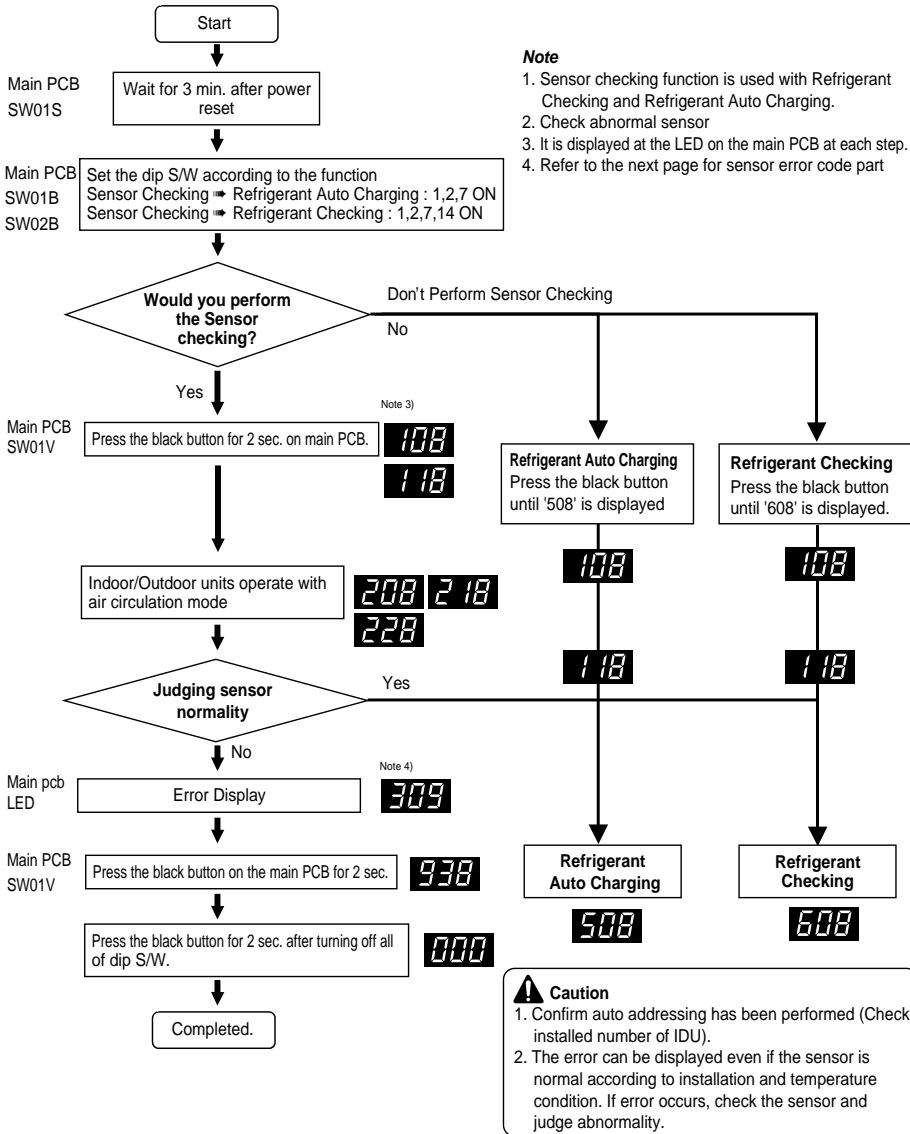 Start
Note
1. Sensor checking function is used with Refrigerant
Checking and Refrigerant Auto Charging.
2. Check abnormal sensor
3. It is displayed at the LED on the main PCB at each step.
4. Refer to the next page for sensor error code part
Main PCB
SW01S
Wait for 3 min. after power
reset
Main PCB
SW01B
SW02B
Set the dip S/W according to the function
Sensor Checking ➠ Refrigerant Auto Charging : 1,2,7 ON
Sensor Checking ➠ Refrigerant Checking : 1,2,7,14 ON
Would you perform
the Sensor
checking?
Don't Perform Sensor Checking
No
Yes
Main PCB
SW01V
Press the black button for 2 sec. on main PCB.
Note 3)
108
118
Refrigerant Auto Charging
Press the black button
until '508' is displayed
Refrigerant Checking
Press the black button
until '608' is displayed.
108
108
Indoor/Outdoor units operate with
air circulation mode
208 218
228
118
118
Judging sensor
normality
Yes
No
Main pcb
LED
Error Display
Note 4)
309
Main PCB
SW01V
Press the black button on the main PCB for 2 sec.
938
Refrigerant
Auto Charging
Refrigerant
Checking
508
608
Press the black button for 2 sec. after turning off all
of dip S/W.
000
Completed.
Caution
1. Confirm auto addressing has been performed (Check
installed number of IDU).
2. The error can be displayed even if the sensor is
normal according to installation and temperature
condition. If error occurs, check the sensor and
judge abnormality.